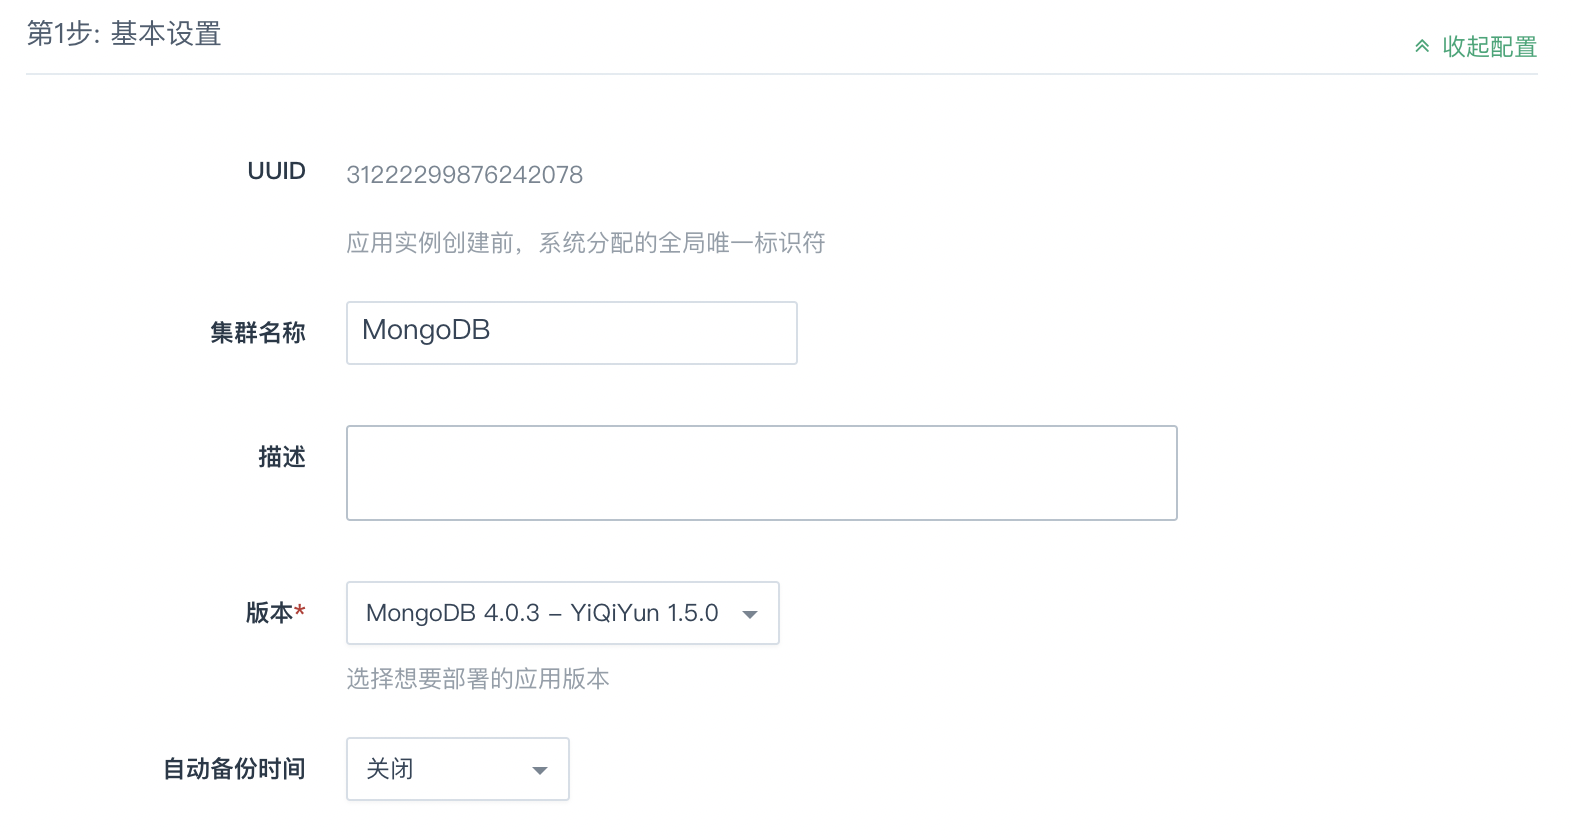 第1步: 基本设置
收起配置
UUID
31222299876242078
应用实例创建前，系统分配的全局唯一标识符
集群名称
MongoDB
描述
版本*
MongoDB 4.0.3 – YiQiYun 1.5.0
选择想要部署的应用版本
自动备份时间
关闭